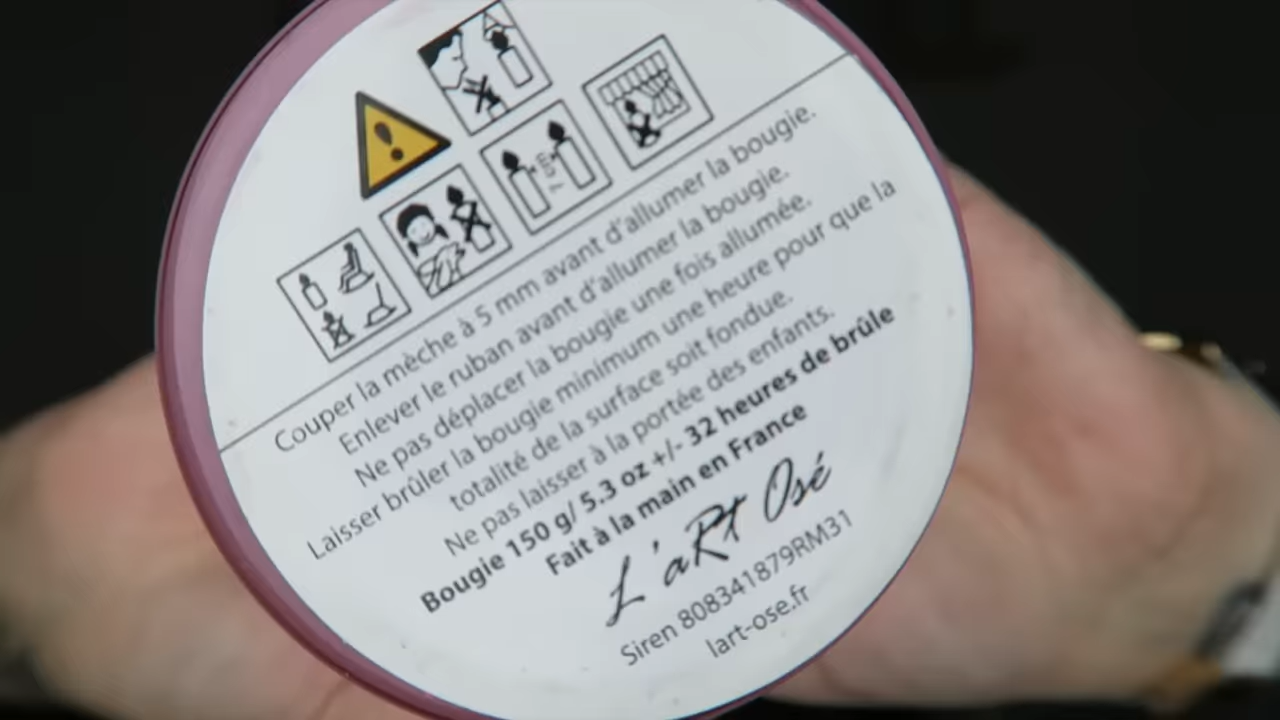 Couper la mèche à 5 mm avant d'allumer la bougie.
Enlever le ruban avant d'allumer la bougie.
Ne pas déplacer la bougie une fois allumée.
Laisser brûler la bougie minimum une heure pour que la
totalité de la surface soit fondue.
Ne pas laisser à la portée des enfants.
Bougie 150 g/ 5.3 oz +/- 32 heures de brûle
Fait à la main en France
L'aRt Osé
Siren 808341879RM31
lart-ose.fr